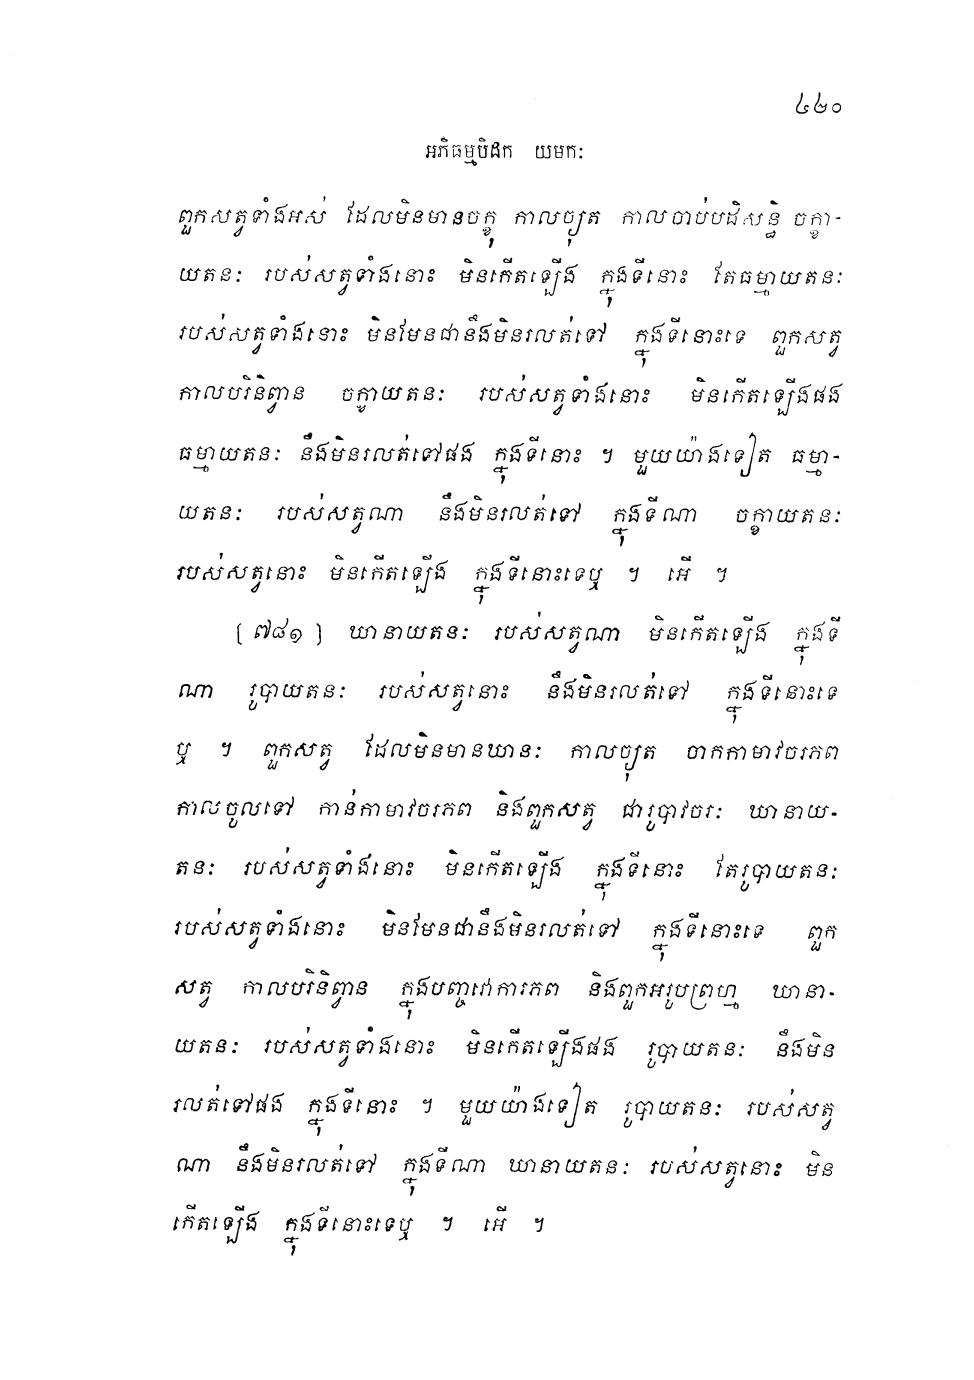 ៤២០
អភិធម្មបិដក យមកៈ
ពួកសត្វទាំងអស់ ដែលមិនមានចក្ខុ កាលច្យុត កាលចាប់បដិសន្ធិ ចក្ខា-
យតនៈ របស់សត្វទាំងនោះ មិនកើតឡើង ក្នុងទីនោះ តែធម្មាយតនៈ
របស់សត្វទាំងនោះ មិនមែនជានឹងមិនរលត់ទៅ ក្នុងទីនោះទេ ពួកសត្វ
កាលបរិនិព្វាន ចក្ខាយតនៈ របស់សត្វទាំងនោះ មិនកើតឡើងផង
ធម្មាយតនៈ នឹងមិនរលត់ទៅផង ក្នុងទីនោះ ។ មួយយ៉ាងទៀត ធម្មា-
យតនៈ របស់សត្វណា នឹងមិនរលត់ទៅ ក្នុងទីណា ចក្ខាយតនៈ
របស់សត្វនោះ មិនកើតឡើង ក្នុងទីនោះទេឬ ។ អើ ។
[៧៨១] ឃានាយតនៈ របស់សត្វណា មិនកើតឡើង ក្នុងទី
ណា រូបាយតនៈ របស់សត្វនោះ នឹងមិនរលត់ទៅ ក្នុងទីនោះទេ
ឬ ។ ពួកសត្វ ដែលមិនមានឃានៈ កាលច្យុត ចាកកាមាវចរភព
កាលចូលទៅ កាន់កាមាវចរភព និងពួកសត្វ ជារូបាវចរៈ ឃានាយ-
តនៈ របស់សត្វទាំងនោះ មិនកើតឡើង ក្នុងទីនោះ តែរូបាយតនៈ
របស់សត្វទាំងនោះ មិនមែនជានឹងមិនរលត់ទៅ ក្នុងទីនោះទេ ពួក
សត្វ កាលបរិនិព្វាន ក្នុងបញ្ចវោការភព និងពួកអរូបព្រហ្ម ឃានា-
យតនៈ របស់សត្វទាំងនោះ មិនកើតឡើងផង រូបាយតនៈ នឹងមិន
រលត់ទៅផង ក្នុងទីនោះ ។ មួយយ៉ាងទៀត រូបាយតនៈ របស់សត្វ
ណា នឹងមិនរលត់ទៅ ក្នុងទីណា ឃានាយតនៈ របស់សត្វនោះ មិន
កើតឡើង ក្នុងទីនោះទេឬ ។ អើ ។